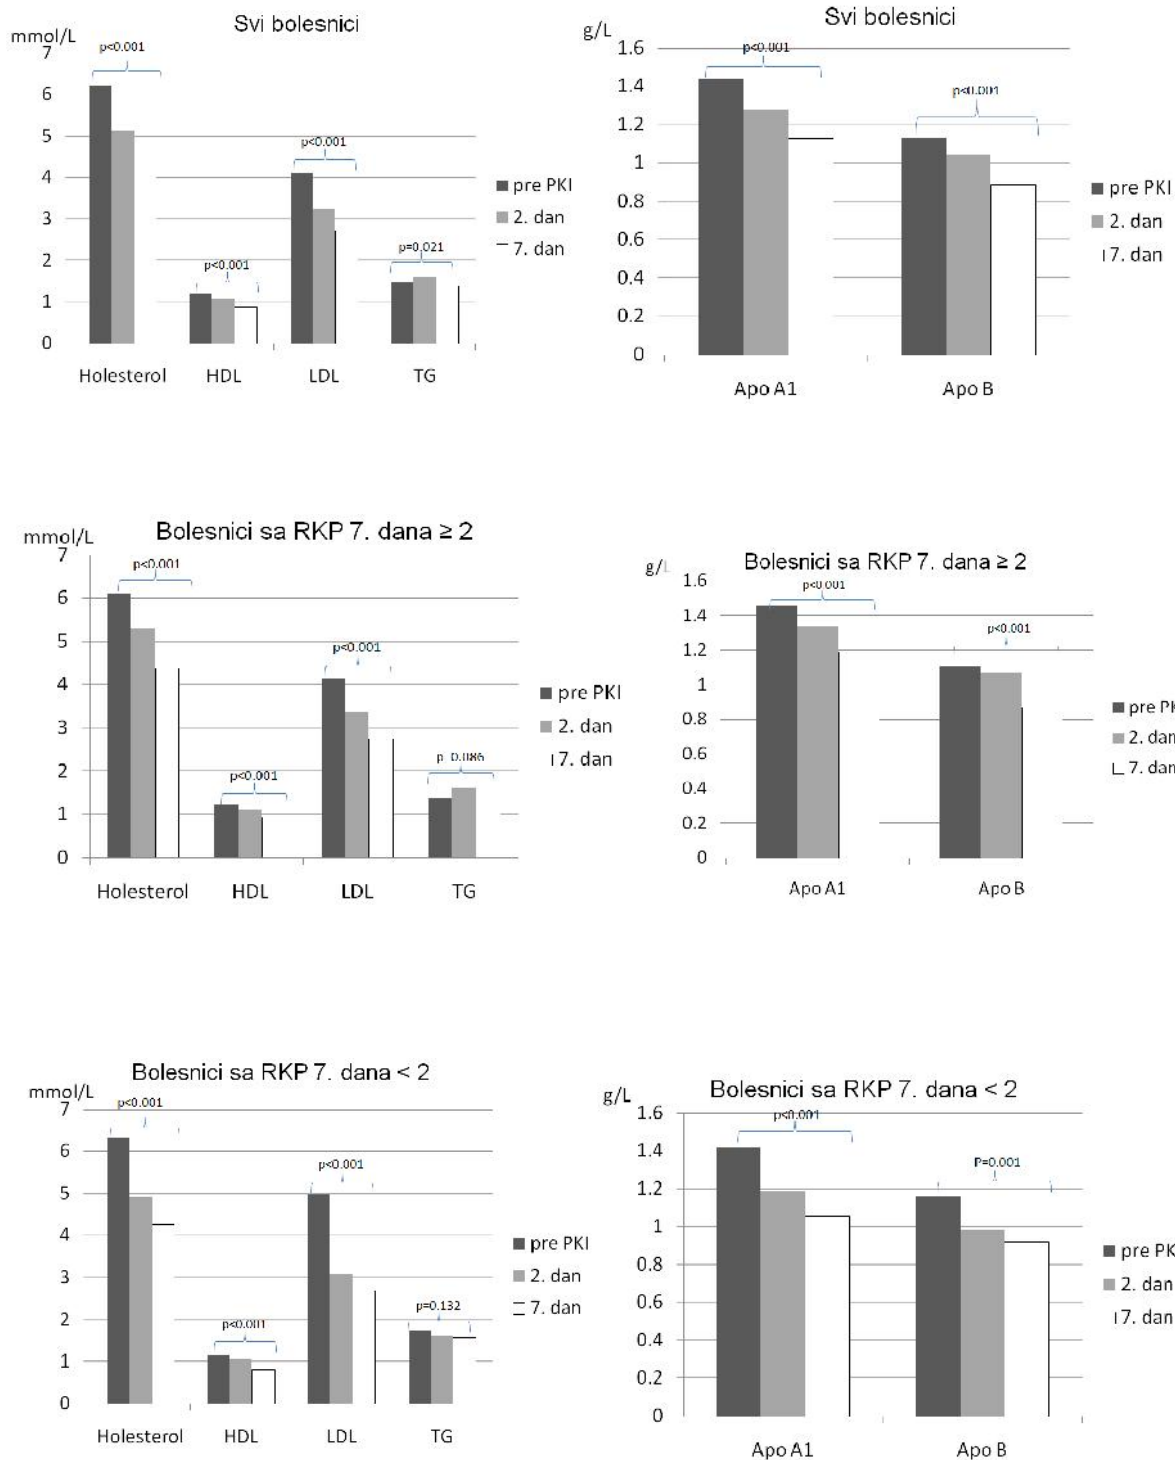 Svi bolesnici
mmol/L
7
6
5
4
3
2
1
0
p<0.001
p<0.001
p<0.001
p=0,021
Holesterol HDL LDL TG
pre PKI
2. dan
7. dan
Svi bolesnici
g/L
1.6
1.4
1.2
1
0.8
0.6
0.4
0.2
0
p<0.001
p<0.001
Apo A1 Apo B
pre PKI
2. dan
7. dan
Bolesnici sa RKP 7. dana ≥ 2
mmol/L
7
6
5
4
3
2
1
0
p<0.001
p<0.001
p<0.001
p 0.086
Holesterol HDL LDL TG
pre PKI
2. dan
7. dan
Bolesnici sa RKP 7. dana ≥ 2
g/L
1.6
1.4
1.2
1
0.8
0.6
0.4
0.2
0
p<0.001
p<0.001
Apo A1 Apo B
pre PK
2. dan
7. dan
Bolesnici sa RKP 7. dana < 2
mmol/L
7
6
5
4
3
2
1
0
p<0.001
p<0.001
p<0.001
p=0.132
Holesterol HDL LDL TG
pre PKI
2. dan
7. dan
Bolesnici sa RKP 7. dana < 2
g/L
1.6
1.4
1.2
1
0.8
0.6
0.4
0.2
0
p<0.001
P=0.001
Apo A1 Apo B
pre PK
2. dan
7. dan